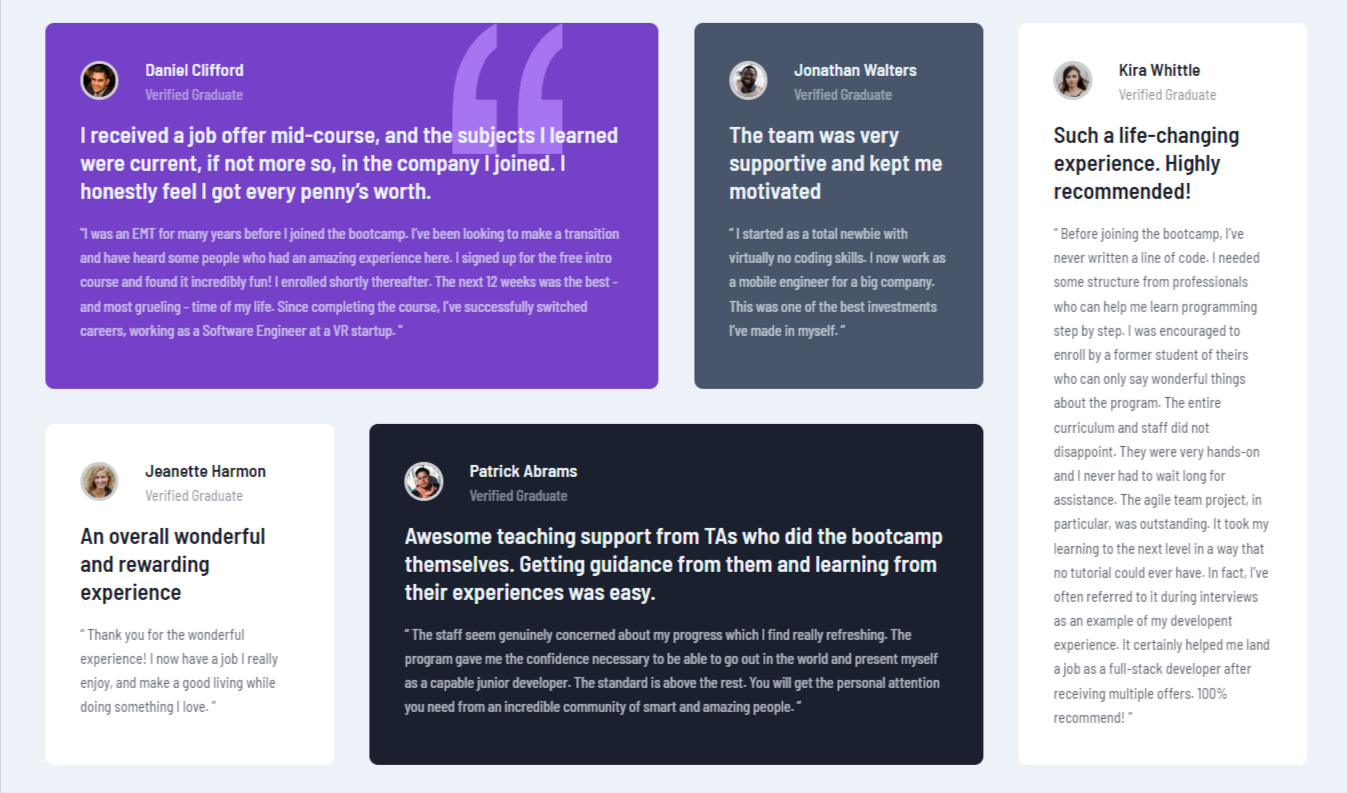 Daniel Clifford
Verified Graduate
I received a job offer mid-course, and the subjects I learned
were current, if not more so, in the company I joined. I
honestly feel I got every penny’s worth.
"I was an EMT for many years before I joined the bootcamp. I’ve been looking to make a transition
and have heard some people who had an amazing experience here. I signed up for the free intro
course and found it incredibly fun! I enrolled shortly thereafter. The next 12 weeks was the best -
and most grueling - time of my life. Since completing the course, I’ve successfully switched
careers, working as a Software Engineer at a VR startup. "
Jonathan Walters
Verified Graduate
The team was very
supportive and kept me
motivated
“ I started as a total newbie with
virtually no coding skills. I now work as
a mobile engineer for a big company.
This was one of the best investments
I’ve made in myself. ”
Kira Whittle
Verified Graduate
Such a life-changing
experience. Highly
recommended!
“ Before joining the bootcamp, I’ve
never written a line of code. I needed
some structure from professionals
who can help me learn programming
step by step. I was encouraged to
enroll by a former student of theirs
who can only say wonderful things
about the program. The entire
curriculum and staff did not
disappoint. They were very hands-on
and I never had to wait long for
assistance. The agile team project, in
particular, was outstanding. It took my
learning to the next level in a way that
no tutorial could ever have. In fact, I’ve
often referred to it during interviews
as an example of my developent
experience. It certainly helped me land
a job as a full-stack developer after
receiving multiple offers. 100%
recommend! ”
Jeanette Harmon
Verified Graduate
An overall wonderful
and rewarding
experience
“ Thank you for the wonderful
experience! I now have a job I really
enjoy, and make a good living while
doing something I love. ”
Patrick Abrams
Verified Graduate
Awesome teaching support from TAs who did the bootcamp
themselves. Getting guidance from them and learning from
their experiences was easy.
“ The staff seem genuinely concerned about my progress which I find really refreshing. The
program gave me the confidence necessary to be able to go out in the world and present myself
as a capable junior developer. The standard is above the rest. You will get the personal attention
you need from an incredible community of smart and amazing people. ”